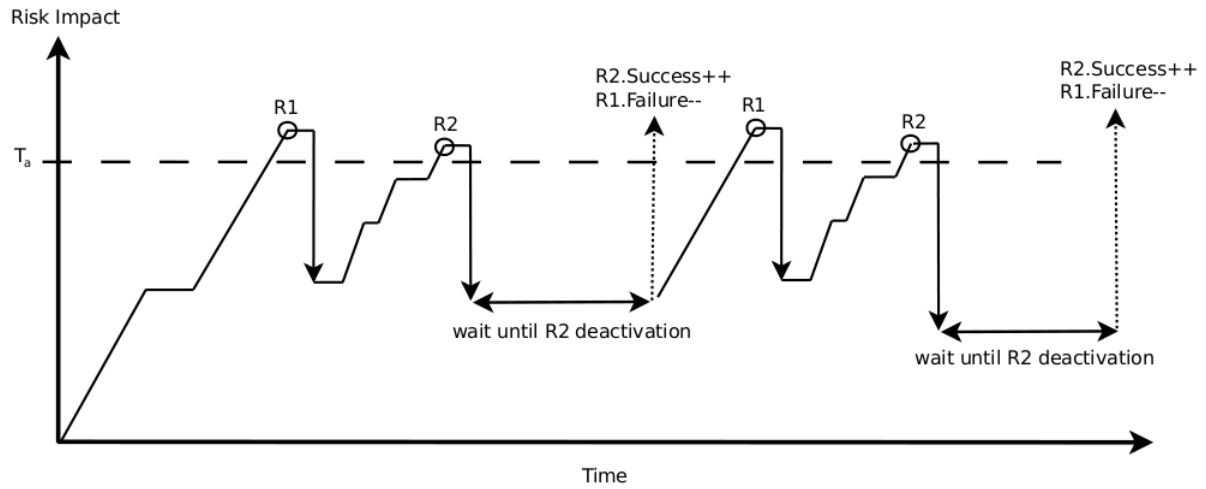 Risk Impact
R2.Success++
R1.Failure--
R2.Success++
R1.Failure--
R1
R2
R1
R2
Ta
wait until R2 deactivation
wait until R2 deactivation
Time